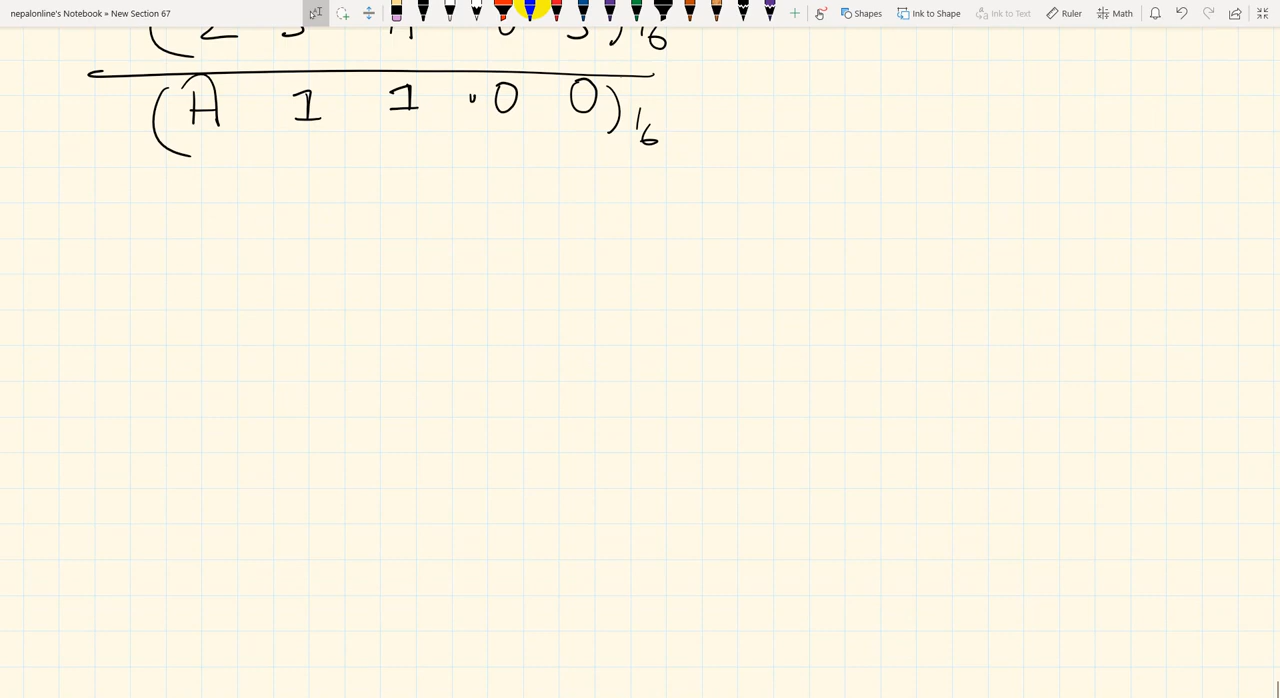 nepalonline's Notebook » New Section 67
Shapes
Ink to Shape
Ink to Text
Ruler
Math
(A 1 1 .0 0)16